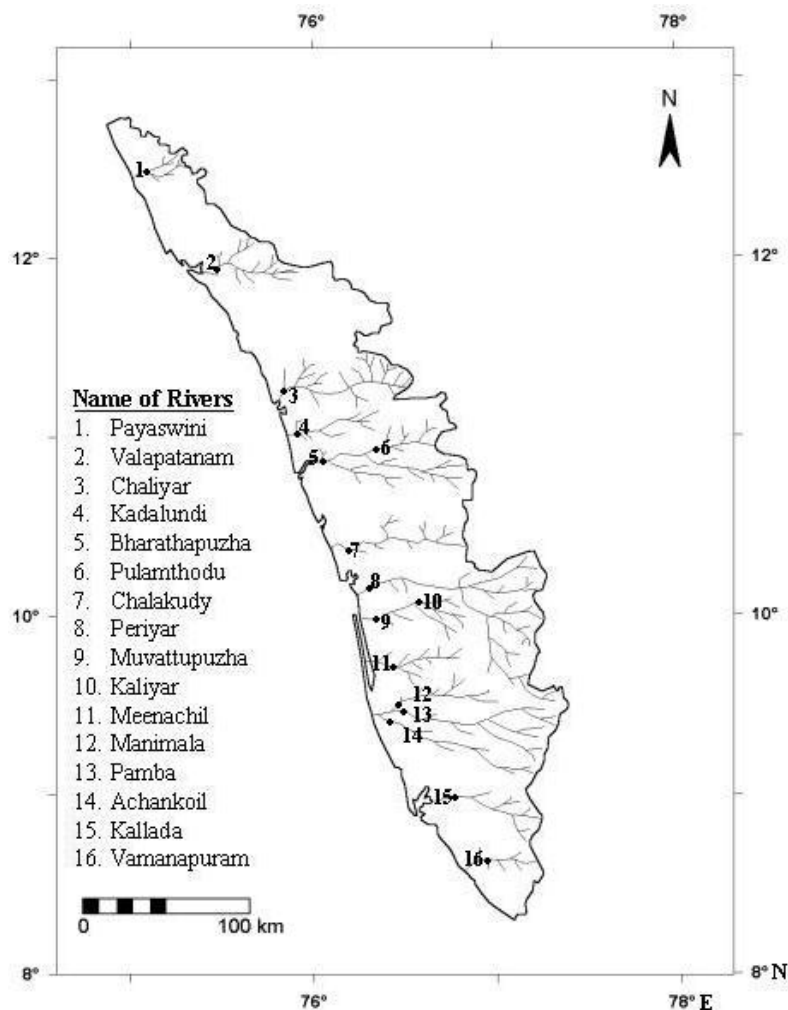 76° 78°
N
1
2
12° 12°
3
Name of Rivers
1. Payaswini
2. Valapatanam
3. Chaliyar
4. Kadalundi
5. Bharathapuzha
6. Pulamthodu
7. Chalakudy
8. Periyar
9. Muvattupuzha
10. Kaliyar
11. Meenachil
12. Manimala
13. Pamba
14. Achankoil
15. Kallada
16. Vamanapuram
4
6
5
7
8
10° 10°
10
9
11
12
13
14
15
16
0 100 km
8° 8° N
76° 78° E